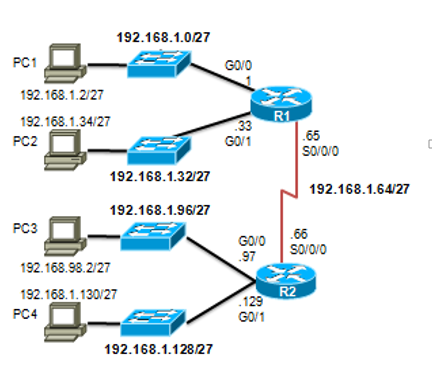 192.168.1.0/27
PC1
G0/0
1
192.168.1.2/27
R1
192.168.1.34/27
PC2
.33
G0/1
.65
S0/0/0
192.168.1.32/27
192.168.1.64/27
192.168.1.96/27
PC3
G0/0
.97
.66
S0/0/0
192.168.98.2/27
R2
192.168.1.130/27
PC4
.129
G0/1
192.168.1.128/27